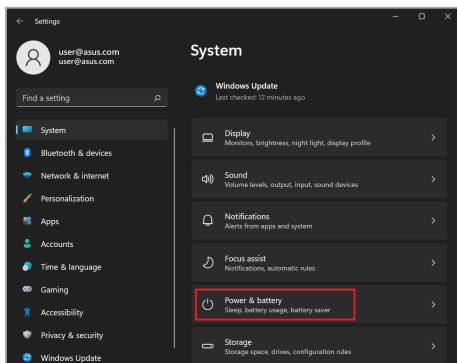 Settings
user@asus.com
user@asus.com
Find a setting
System
Bluetooth & devices
Network & internet
Personalization
Apps
Accounts
Time & language
Gaming
Accessibility
Privacy & security
Windows Update
System
Windows Update
Last checked: 12 minutes ago
Display
Monitors, brightness, night light, display profile
Sound
Volume levels, output, input, sound devices
Notifications
Alerts from apps and system
Focus assist
Notifications, automatic rules
Power & battery
Sleep, battery usage, battery saver
Storage
Storage space, drives, configuration rules